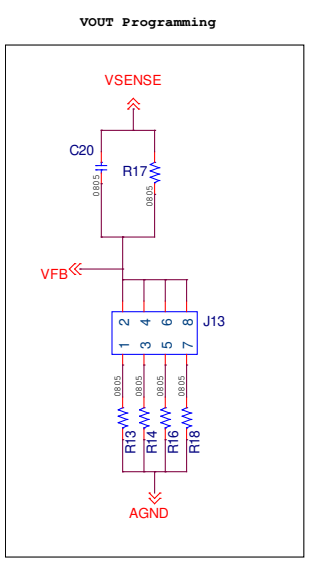 VOUT Programming
VSENSE
C20
R17
0805
0805
VFB
2 4 6 8
J13
1 3 5 7
0805
0805
0805
0805
R13
R14
R16
R18
AGND